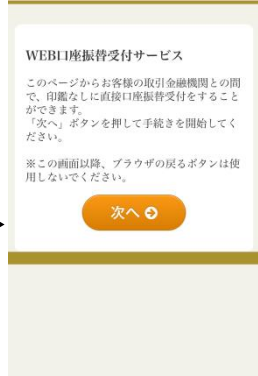 WEB口座振替受付サービス
このページからお客様の取引金融機関との間
で、印鑑なしに直接口座振替受付をすること
ができます。
「次へ」ボタンを押して手続きを開始してく
ださい。
※この画面以降、ブラウザの戻るボタンは使
用しないでください。
次へ